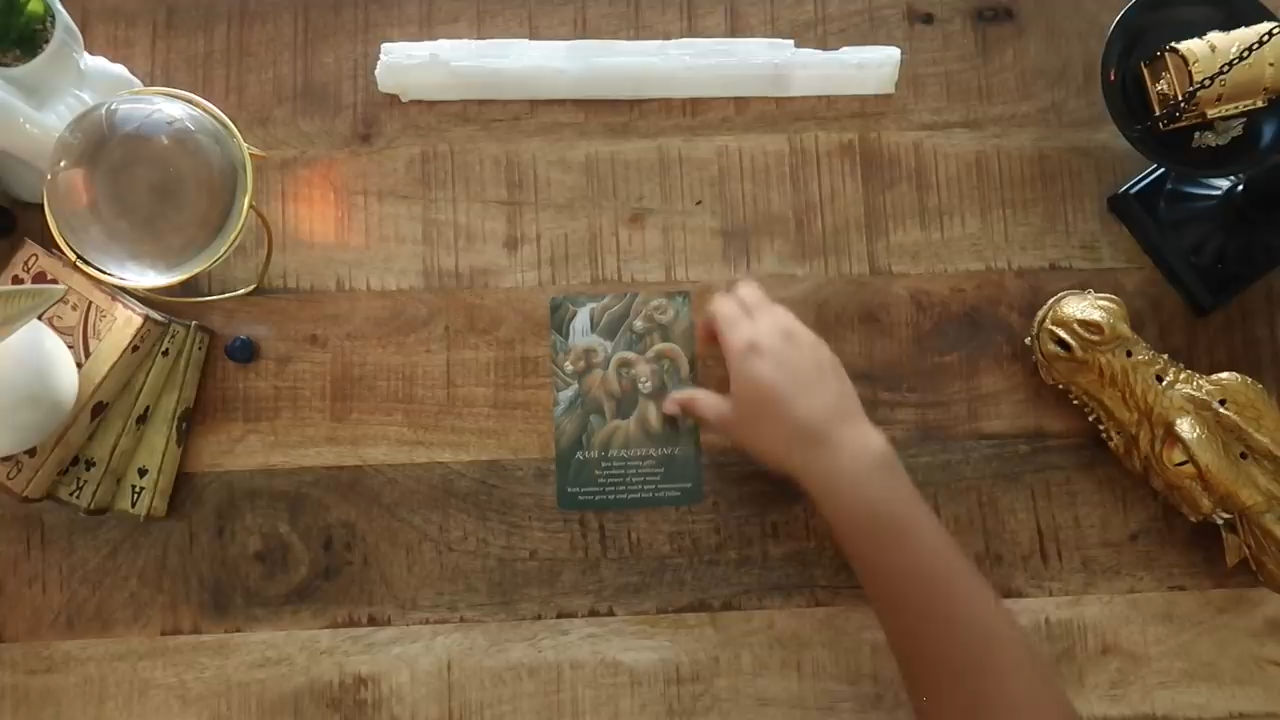 RAM • PERSEVERANCE
You have many gifts
No problem can withstand
the power of your mind
With patience you can reach your mountaintop
Never give up and good luck will follow
Q
Q
K
A
K